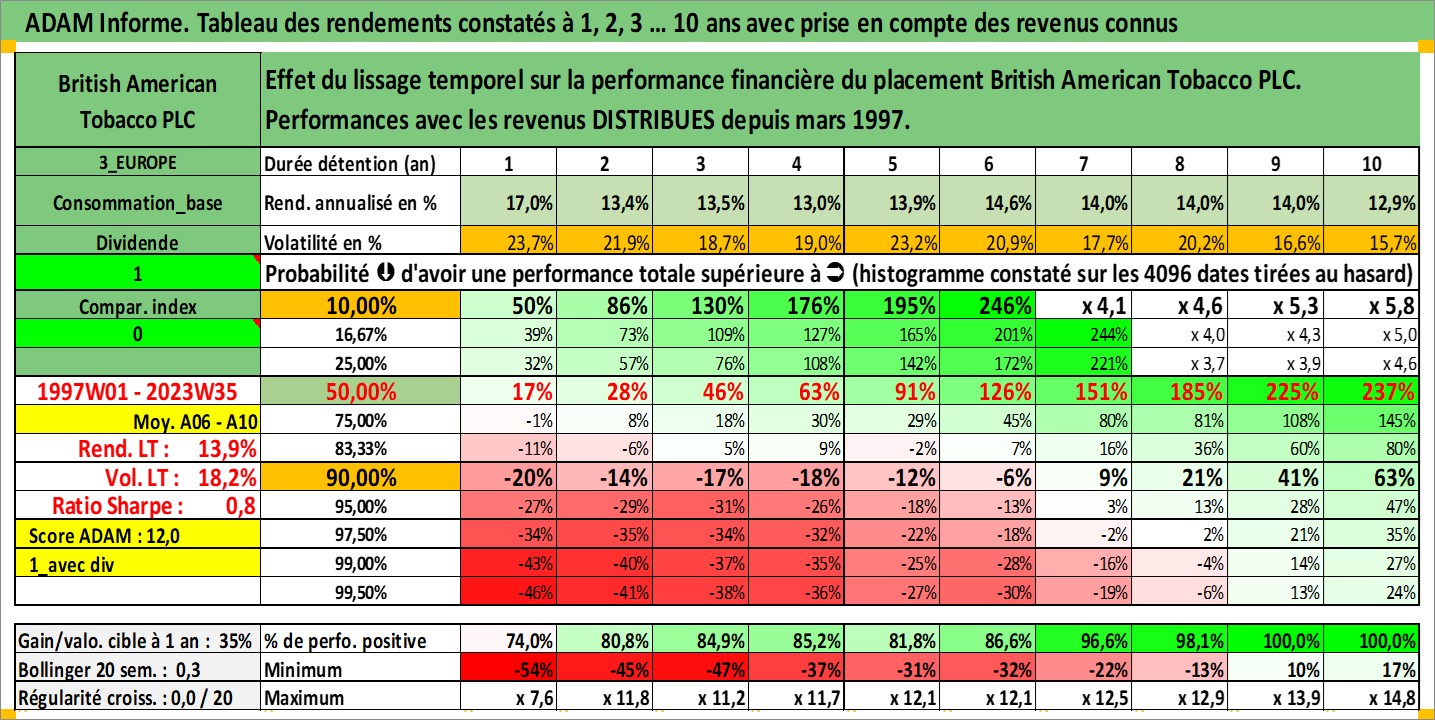 ADAM Informe. Tableau des rendements constatés à 1, 2, 3 ... 10 ans avec prise en compte des revenus connus
British American
Tobacco PLC
Effet du lissage temporel sur la performance financière du placement British American Tobacco PLC.
Performances avec les revenus DISTRIBUES depuis mars 1997.
3_EUROPE Durée détention (an) 1 2 3 4 5 6 7 8 9 10
Consommation_base Rend. annualisé en % 17,0% 13,4% 13,5% 13,0% 13,9% 14,6% 14,0% 14,0% 14,0% 12,9%
Dividende Volatilité en % 23,7% 21,9% 18,7% 19,0% 23,2% 20,9% 17,7% 20,2% 16,6% 15,7%
1 Probabilité ⬇ d'avoir une performance totale supérieure à ➲ (histogramme constaté sur les 4096 dates tirées au hasard)
Compar. index 10,00% 50% 86% 130% 176% 195% 246% x 4,1 x 4,6 x 5,3 x 5,8
0 16,67% 39% 73% 109% 127% 165% 201% 244% x 4,0 x 4,3 x 5,0
25,00% 32% 57% 76% 108% 142% 172% 221% x 3,7 x 3,9 x 4,6
1997W01 - 2023W35 50,00% 17% 28% 46% 63% 91% 126% 151% 185% 225% 237%
Moy. A06 - A10 75,00% -1% 8% 18% 30% 29% 45% 80% 81% 108% 145%
Rend. LT : 13,9% 83,33% -11% -6% 5% 9% -2% 7% 16% 36% 60% 80%
Vol. LT : 18,2% 90,00% -20% -14% -17% -18% -12% -6% 9% 21% 41% 63%
Ratio Sharpe : 0,8 95,00% -27% -29% -31% -26% -18% -13% 3% 13% 28% 47%
Score ADAM : 12,0 97,50% -34% -35% -34% -32% -22% -18% -2% 2% 21% 35%
1_avec div 99,00% -43% -40% -37% -35% -25% -28% -16% -4% 14% 27%
99,50% -46% -41% -38% -36% -27% -30% -19% -6% 13% 24%
Gain/valo. cible à 1 an : 35% % de perfo. positive 74,0% 80,8% 84,9% 85,2% 81,8% 86,6% 96,6% 98,1% 100,0% 100,0%
Bollinger 20 sem. : 0,3 Minimum -54% -45% -47% -37% -31% -32% -22% -13% 10% 17%
Régularité croiss. : 0,0 / 20 Maximum x 7,6 x 11,8 x 11,2 x 11,7 x 12,1 x 12,1 x 12,5 x 12,9 x 13,9 x 14,8